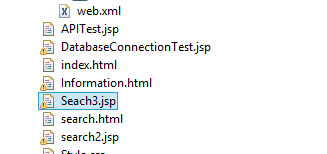 web.xml
APITest.jsp
DatabaseConnectionTest.jsp
index.html
Information.html
Seach3.jsp
search.html
search2.jsp